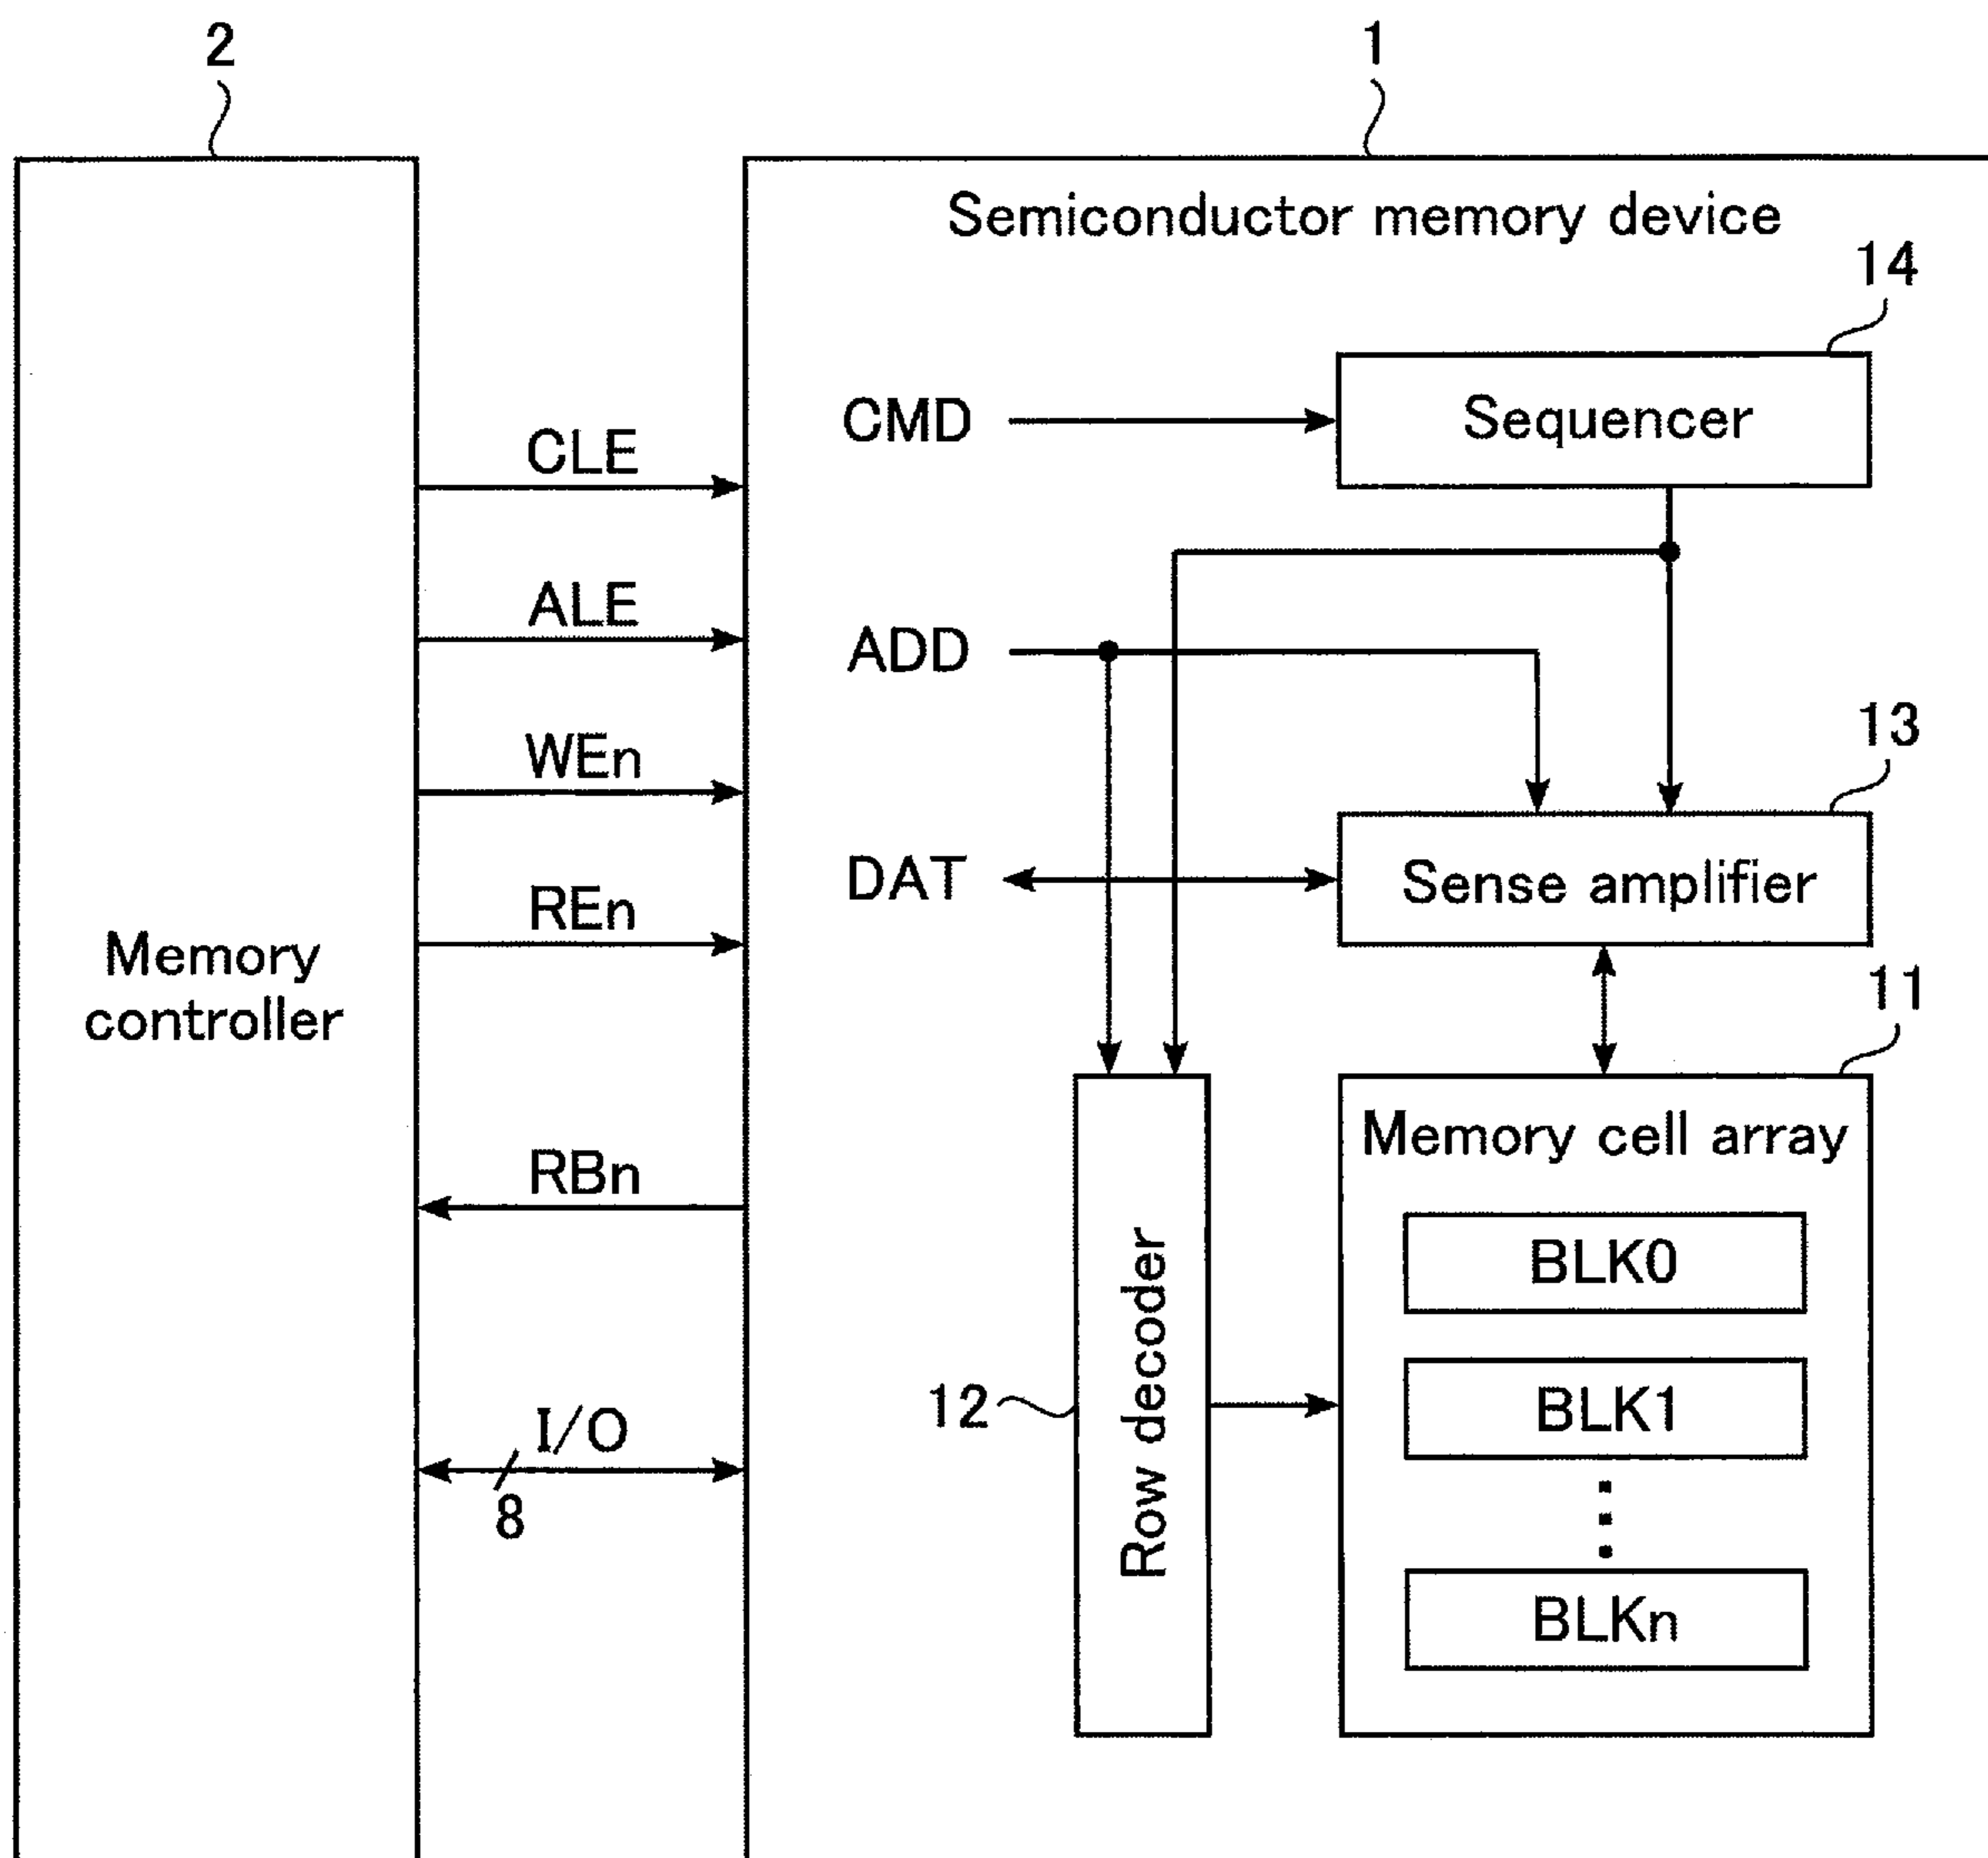 2
1
Semiconductor memory device
14
CMD
Sequencer
CLE
ALE
ADD
WEn
13
DAT
Sense amplifier
REn
Memory
controller
11
Memory cell array
RBn
BLK0
12
Row decoder
BLK1
I/O
8
BLKn